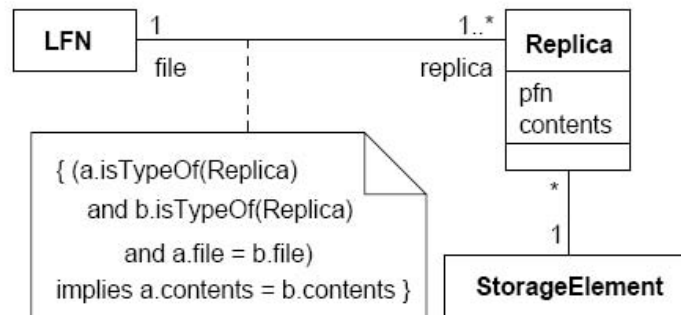 LFN
1
1..*
file
replica
Replica
pfn
contents
{ (a.isTypeOf(Replica)
and b.isTypeOf(Replica)
and a.file = b.file)
implies a.contents = b.contents }
*
1
StorageElement